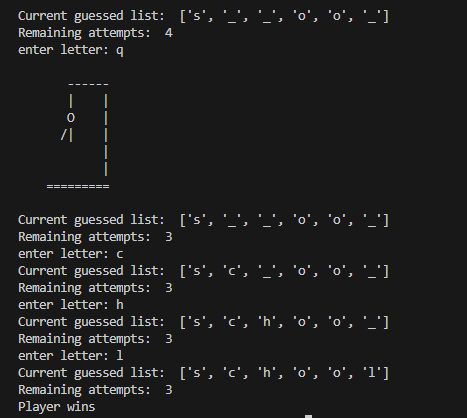 Current guessed list:  ['s', '_', '_', 'o', 'o', '_']
Remaining attempts:  4
enter letter: q
      ------
      |    |
      O    |
     /|    |
           |
           |
   =========
Current guessed list:  ['s', '_', '_', 'o', 'o', '_']
Remaining attempts:  3
enter letter: c
Current guessed list:  ['s', 'c', '_', 'o', 'o', '_']
Remaining attempts:  3
enter letter: h
Current guessed list:  ['s', 'c', 'h', 'o', 'o', '_']
Remaining attempts:  3
enter letter: l
Current guessed list:  ['s', 'c', 'h', 'o', 'o', 'l']
Remaining attempts:  3
Player wins